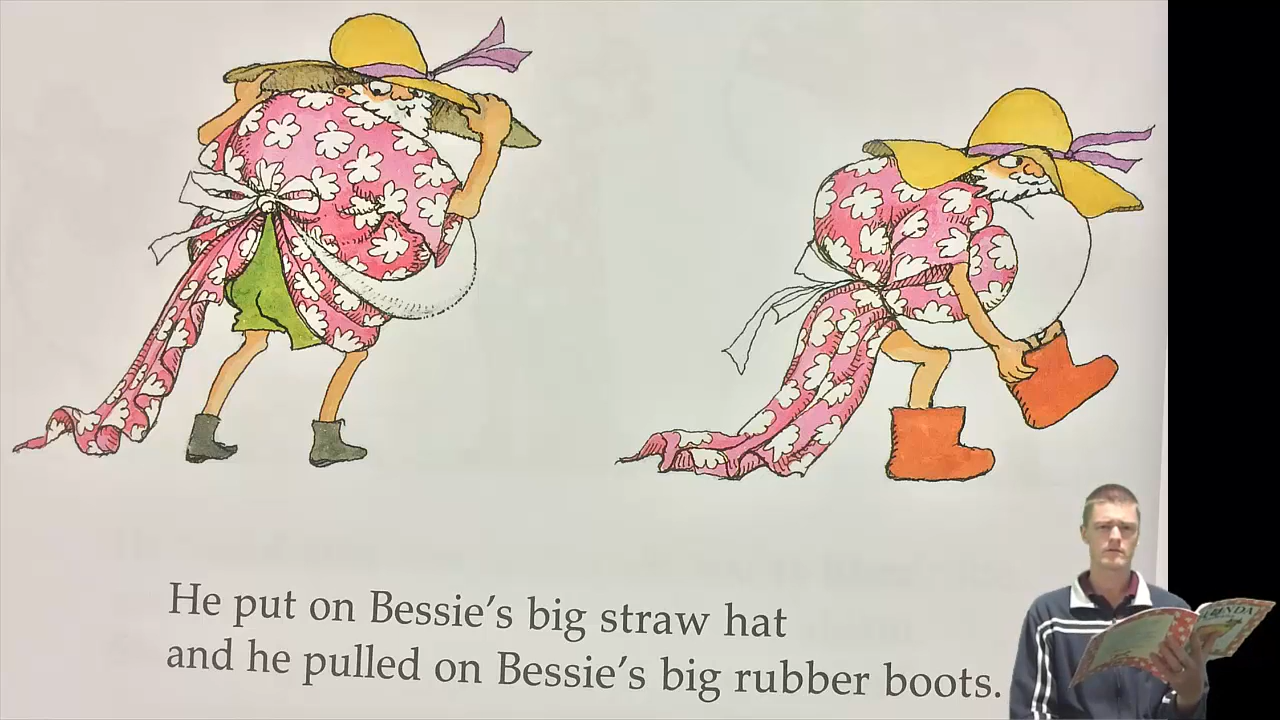 He put on Bessie's big straw hat
and he pulled on Bessie's big rubber boots.